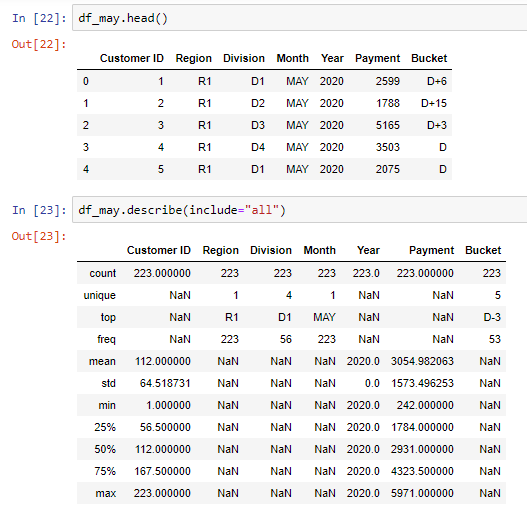 In [22]: df_may.head()
Out[22]:
Customer ID Region Division Month Year Payment Bucket
0 1 R1 D1 MAY 2020 2599 D+6
1 2 R1 D2 MAY 2020 1788 D+15
2 3 R1 D3 MAY 2020 5165 D+3
3 4 R1 D4 MAY 2020 3503 D
4 5 R1 D1 MAY 2020 2075 D
In [23]: df_may.describe(include="all")
Out[23]:
Customer ID Region Division Month Year Payment Bucket
count 223.000000 223 223 223 223.0 223.000000 223
unique NaN 1 4 1 NaN NaN 5
top NaN R1 D1 MAY NaN NaN D-3
freq NaN 223 56 223 NaN NaN 53
mean 112.000000 NaN NaN NaN 2020.0 3054.982063 NaN
std 64.518731 NaN NaN NaN 0.0 1573.496253 NaN
min 1.000000 NaN NaN NaN 2020.0 242.000000 NaN
25% 56.500000 NaN NaN NaN 2020.0 1784.000000 NaN
50% 112.000000 NaN NaN NaN 2020.0 2931.000000 NaN
75% 167.500000 NaN NaN NaN 2020.0 4323.500000 NaN
max 223.000000 NaN NaN NaN 2020.0 5971.000000 NaN